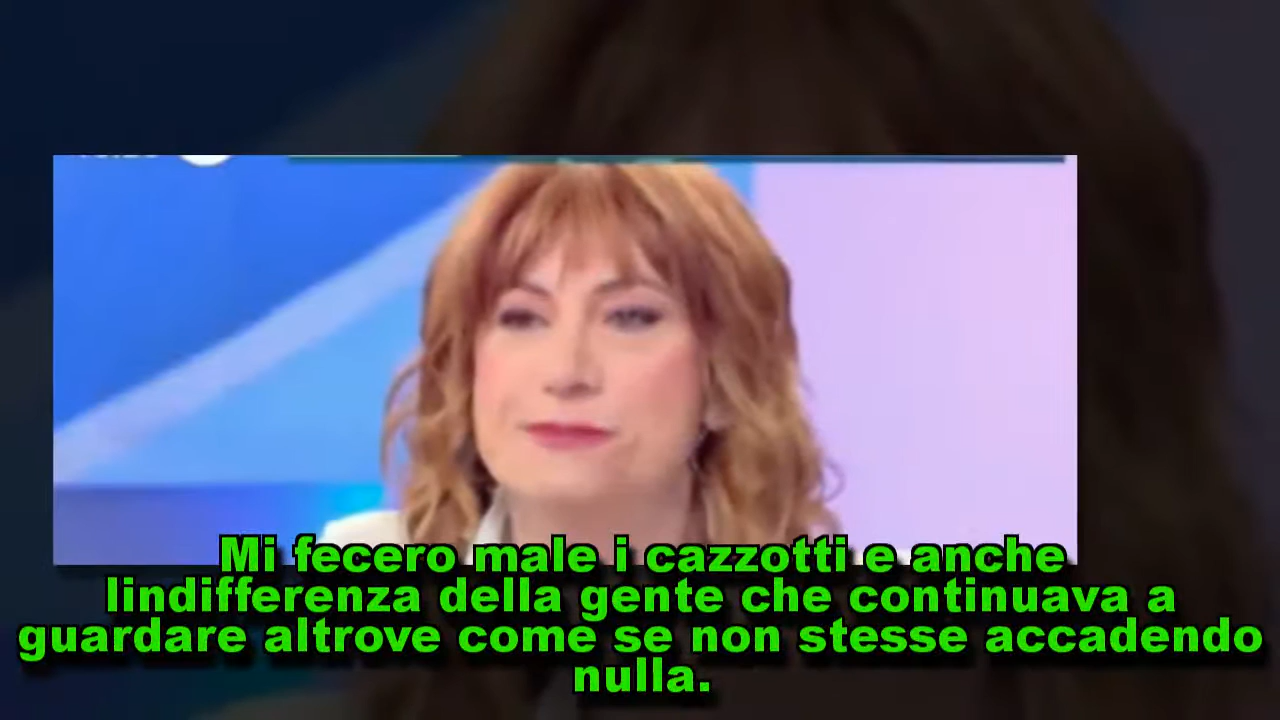 Mi fecero male i cazzotti e anche
lindifferenza della gente che continuava a
guardare altrove come se non stesse accadendo
nulla.